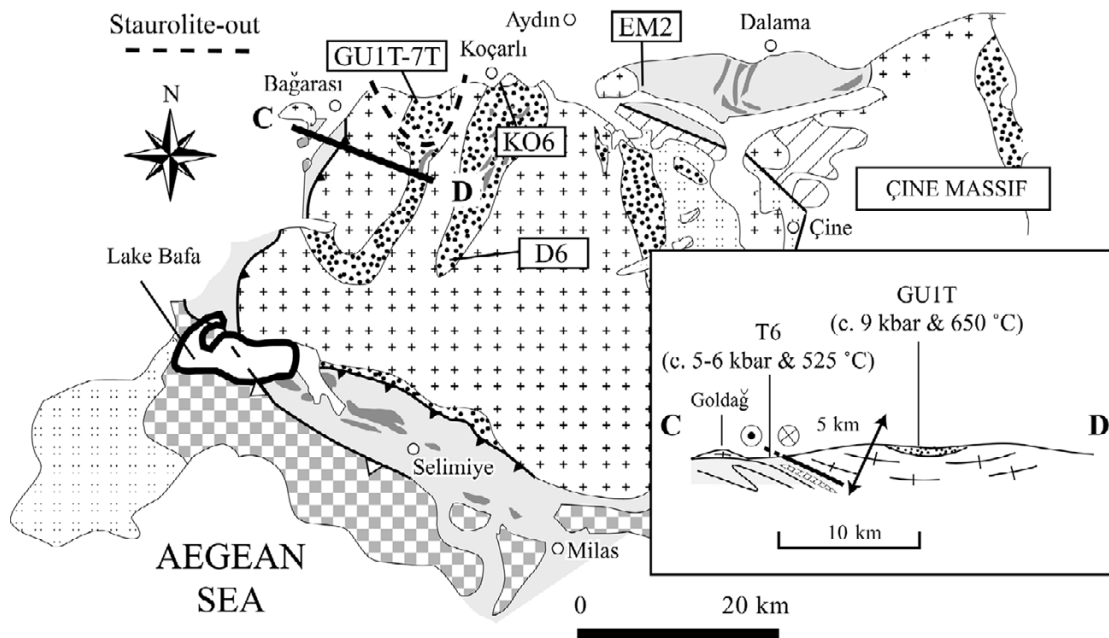 Staurolite-out
Aydın
EM2
Dalama
GU1T-7T
Koçarlı
Bağarası
N
C
KO6
D
ÇINE MASSIF
Çine
D6
Lake Bafa
GU1T
(c. 9 kbar & 650 ˚C)
T6
(c. 5-6 kbar & 525 ˚C)
Goldağ
C
5 km
D
Selimiye
10 km
Milas
AEGEAN
SEA
0
20 km